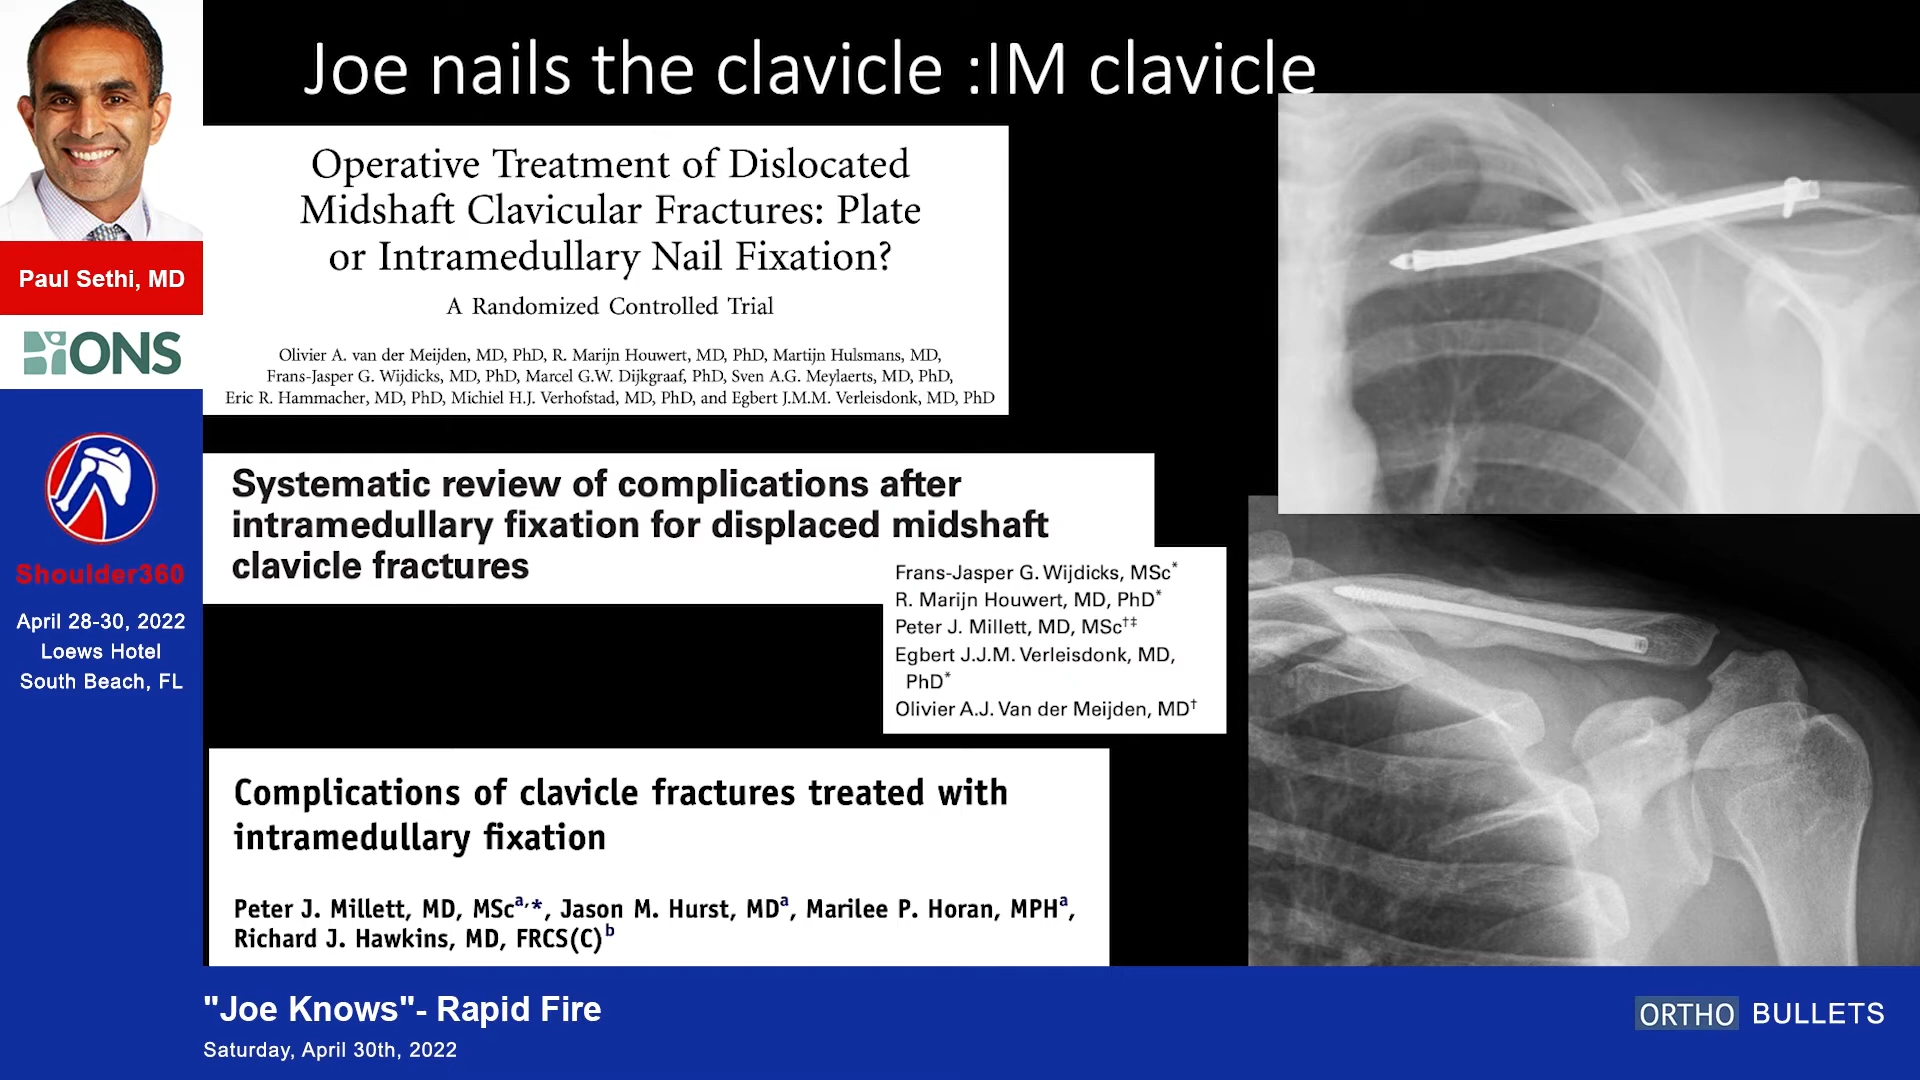 Joe nails the clavicle :IM clavicle
Operative Treatment of Dislocated
Midshaft Clavicular Fractures: Plate
or Intramedullary Nail Fixation?
A Randomized Controlled Trial
Olivier A. van der Meijden, MD, PhD, R. Marijn Houwert, MD, PhD, Martijn Hulsmans, MD,
Frans-Jasper G. Wijdicks, MD, PhD, Marcel G.W. Dijkgraaf, PhD, Sven A.G. Meylaerts, MD, PhD,
Eric R. Hammacher, MD, PhD, Michiel H.J. Verhofstad, MD, PhD, and Egbert J.M.M. Verleisdonk, MD, PhD
Systematic review of complications after
intramedullary fixation for displaced midshaft
clavicle fractures
Frans-Jasper G. Wijdicks, MSc*
R. Marijn Houwert, MD, PhD*
Peter J. Millett, MD, MSc†‡
Egbert J.J.M. Verleisdonk, MD,
PhD*
Olivier A.J. Van der Meijden, MD†
Complications of clavicle fractures treated with
intramedullary fixation
Peter J. Millett, MD, MSc^a,*, Jason M. Hurst, MD^a, Marilee P. Horan, MPH^a,
Richard J. Hawkins, MD, FRCS(C)^b
Paul Sethi, MD
ONS
Shoulder360
April 28-30, 2022
Loews Hotel
South Beach, FL
"Joe Knows"- Rapid Fire
Saturday, April 30th, 2022
ORTHO BULLETS